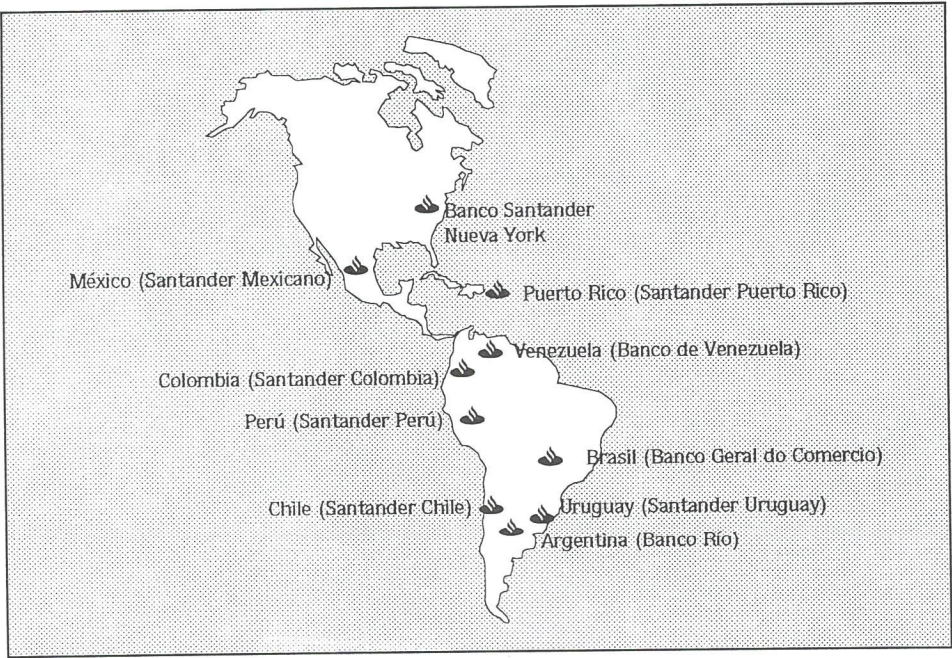 Banco Santander
Nueva York
México (Santander Mexicano)
Puerto Rico (Santander Puerto Rico)
Venezuela (Banco de Venezuela)
Colombia (Santander Colombia)
Perú (Santander Perú)
Brasil (Banco Geral do Comercio)
Chile (Santander Chile)
Uruguay (Santander Uruguay)
Argentina (Banco Río)